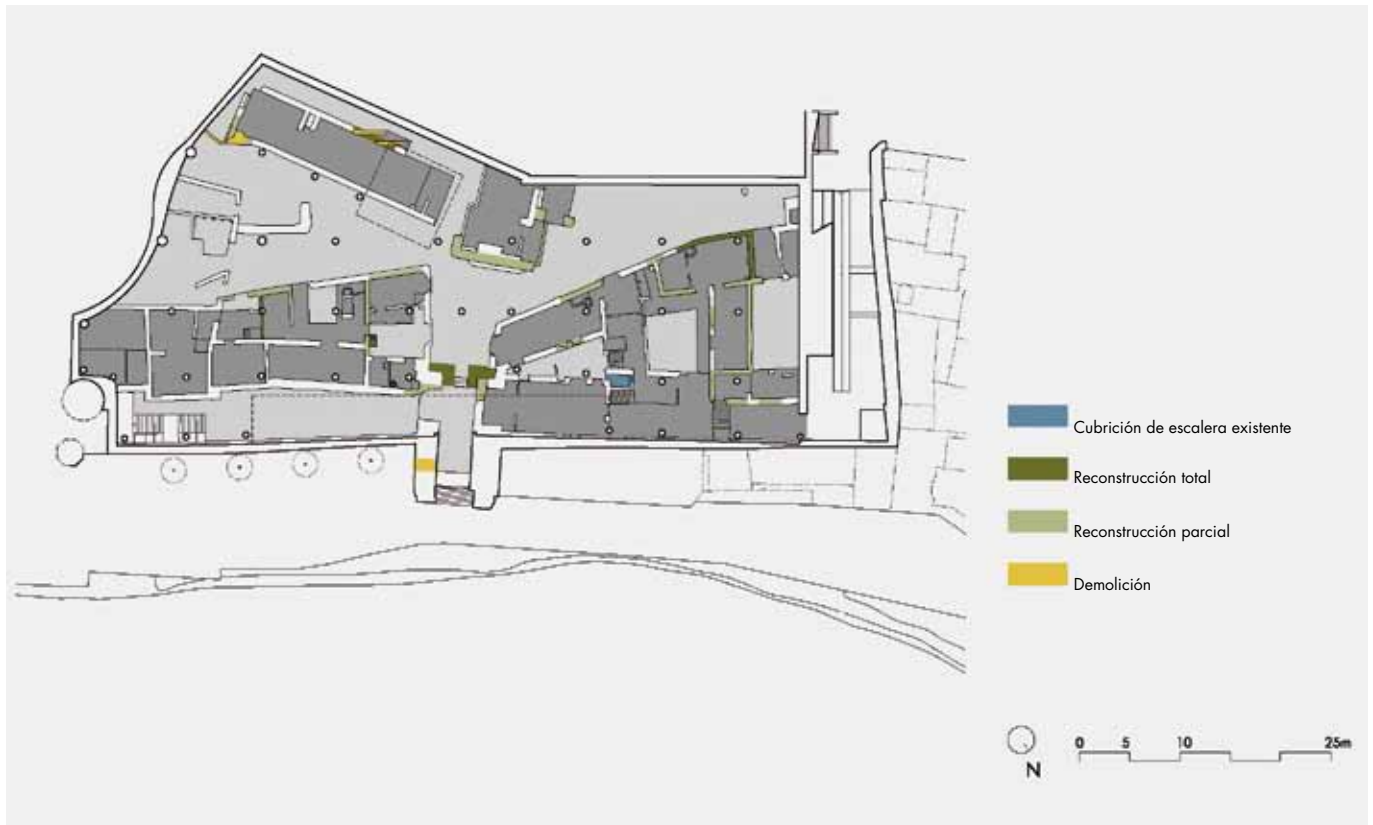 Cubrición de escalera existente
Reconstrucción total
Reconstrucción parcial
Demolición
N
0 5 10 25m